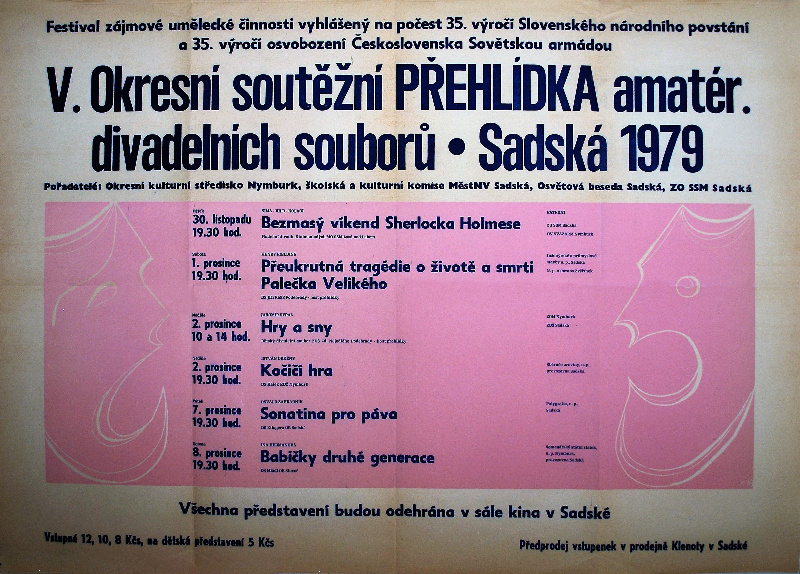 Festival zájmové umělecké činnosti vyhlášený na počest 35. výročí Slovenského národního povstání
a 35. výročí osvobození Československa Sovětskou armádou
V. Okresní soutěžní PŘEHLÍDKA amatér.
divadelních souborů • Sadská 1979
Pořadatelé: Okresní kulturní středisko Nymburk, školská a kulturní komise MěstNV Sadská, Osvětová beseda Sadská, ZO SSM Sadská
30. listopadu
19.30 hod.
Bezmasý víkend Sherlocka Holmese
1. prosince
19.30 hod.
Přeukrutná tragédie o životě a smrti
Palečka Velikého
Neděle
2. prosince
10 a 14 hod.
Hry a sny
Neděle
2. prosince
19.30 hod.
Kočičí hra
7. prosince
19.30 hod.
Sonatina pro páva
8. prosince
19.30 hod.
Babičky druhé generace
Všechna představení budou odehrána v sále kina v Sadské
Vstupné 12, 10, 8 Kčs, na dětská představení 5 Kčs
Předprodej vstupenek v prodejně Klenoty v Sadské